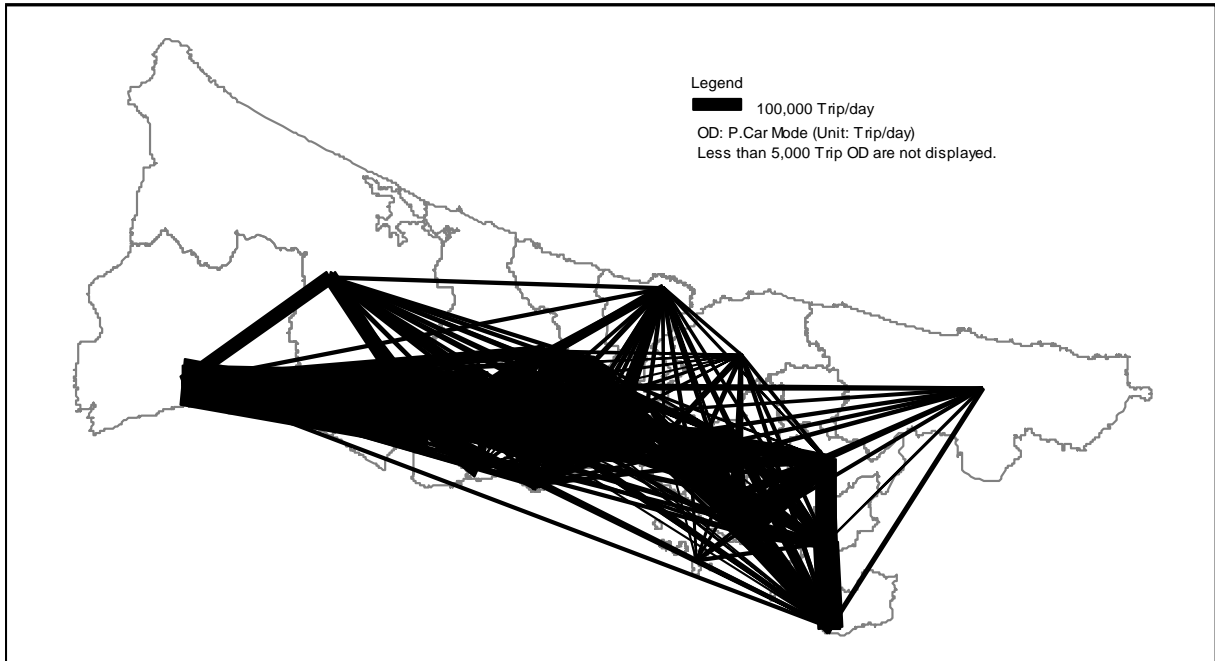 Legend
100,000 Trip/day
OD: P.Car Mode (Unit: Trip/day)
Less than 5,000 Trip OD are not displayed.